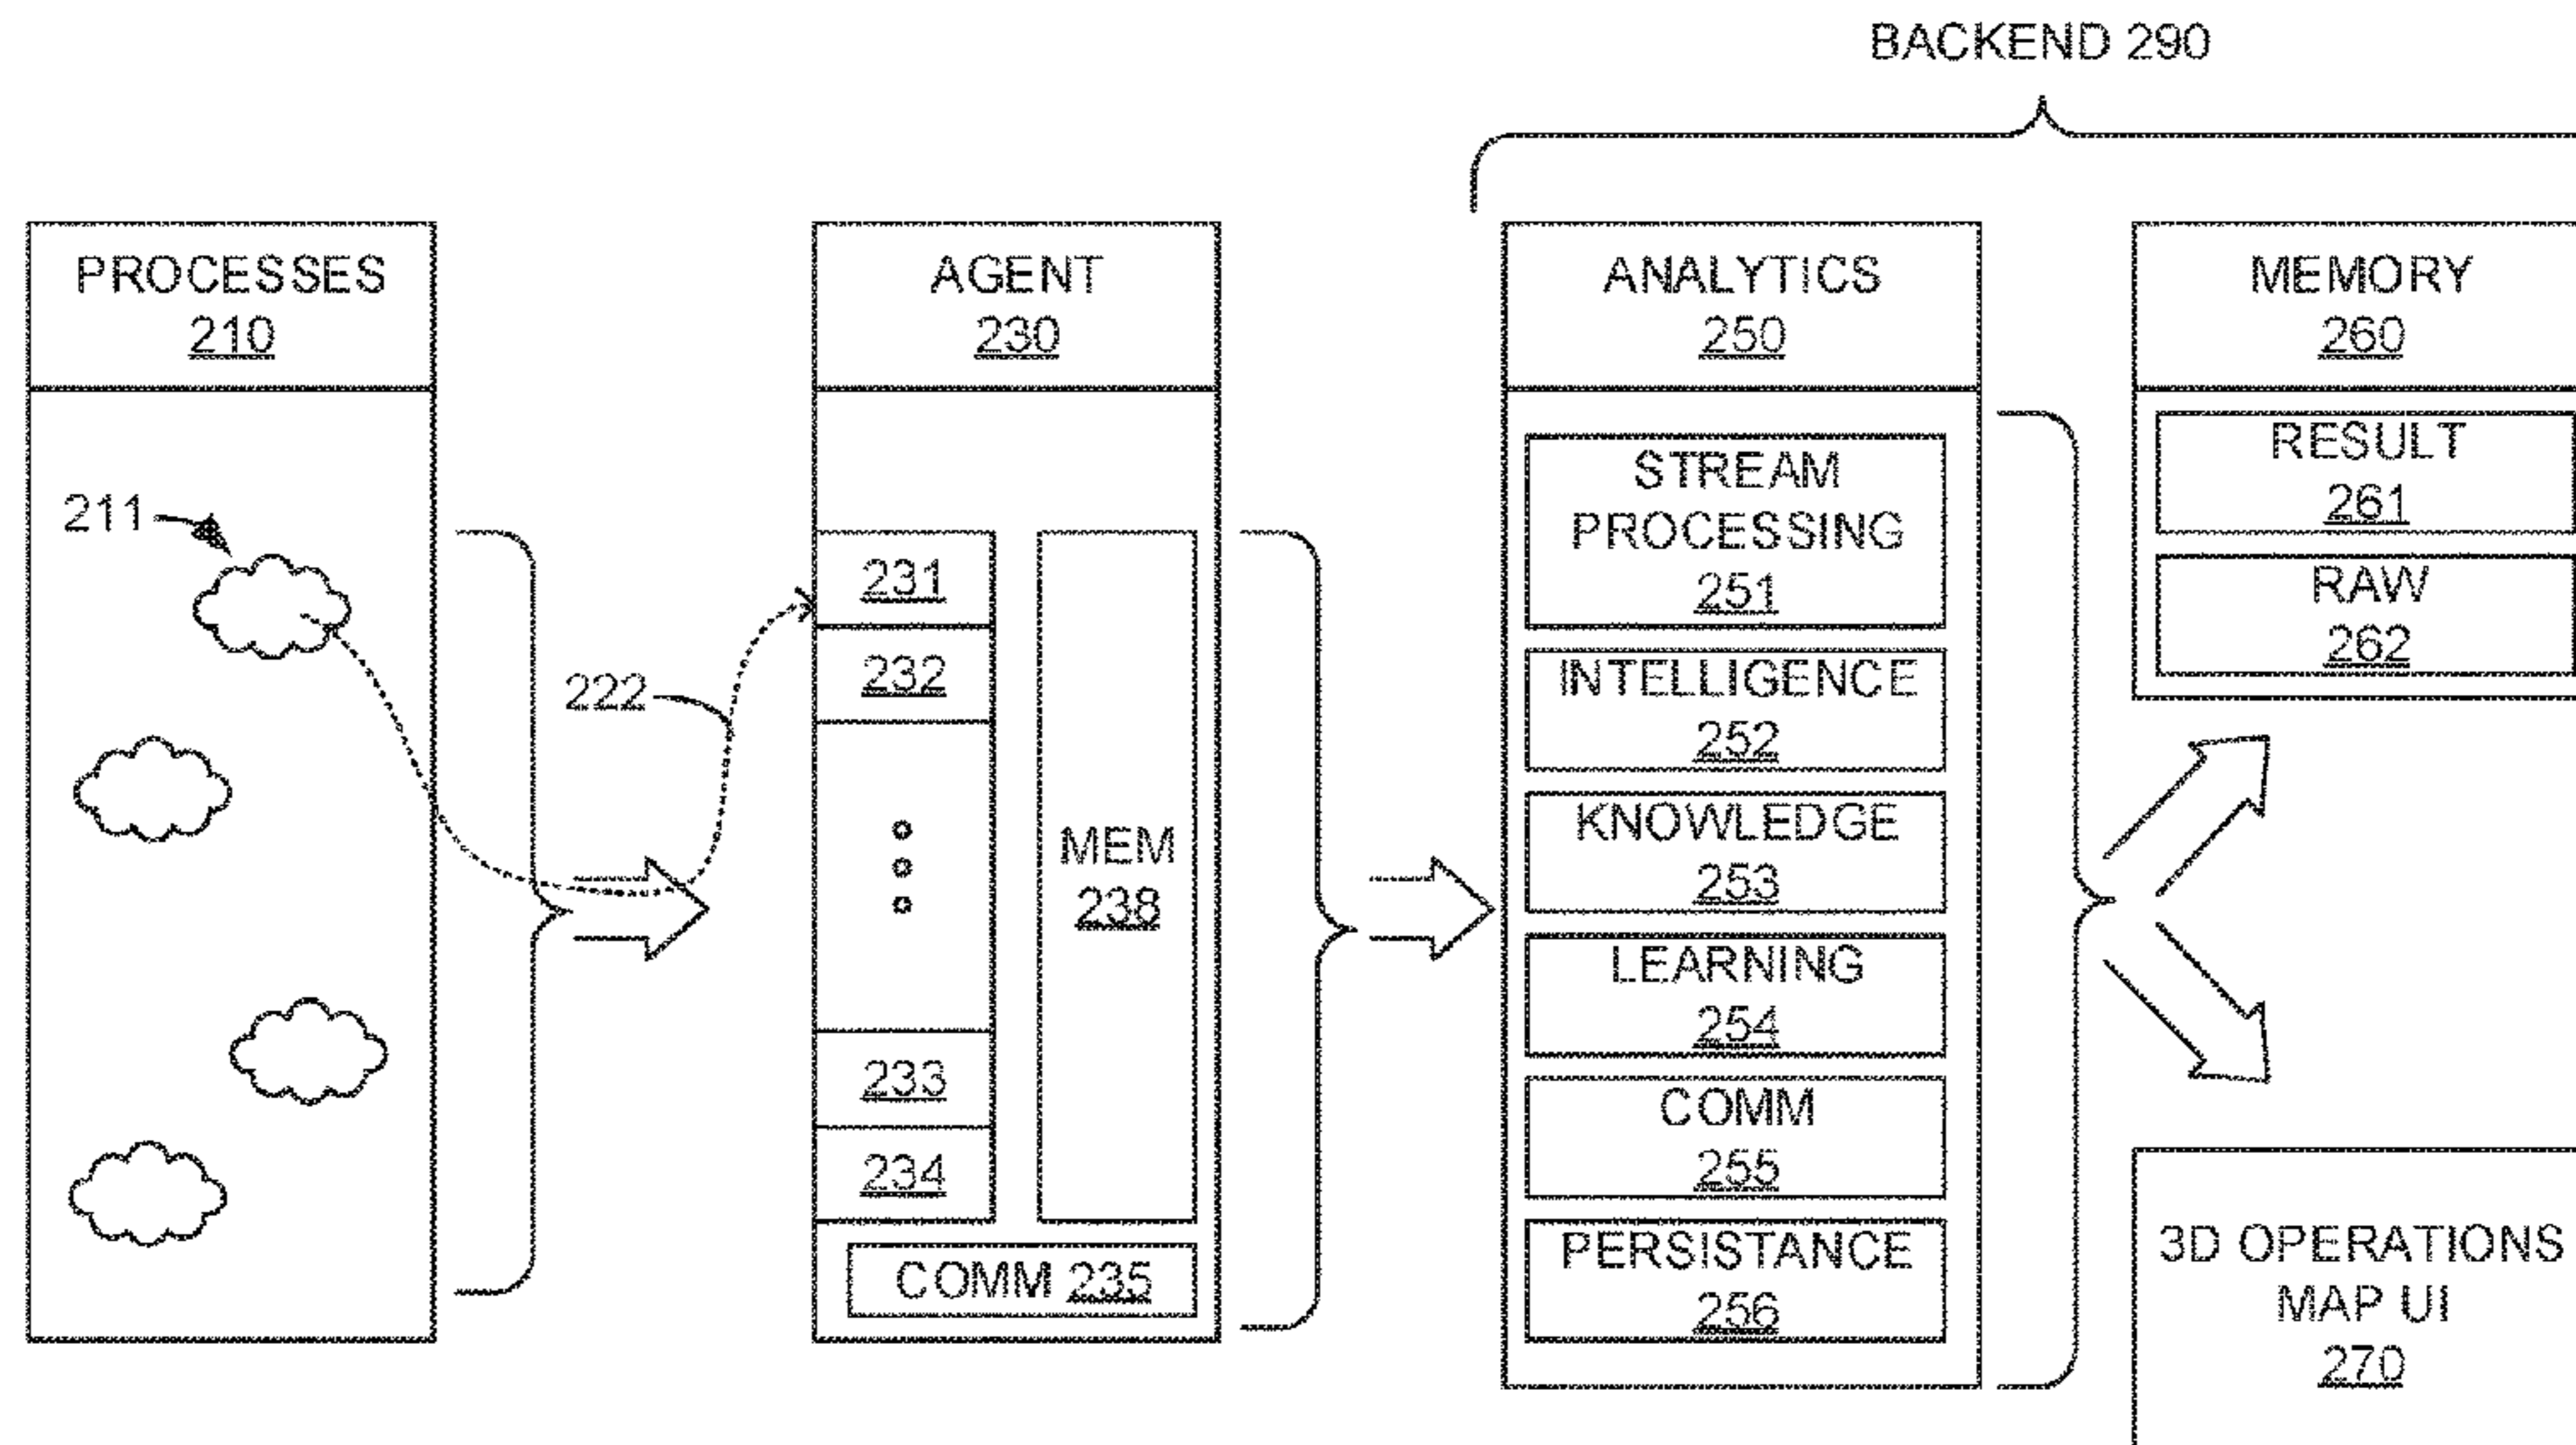 BACKEND 290
PROCESSES
210
211
222
AGENT
230
231
232
233
234
MEM
238
COMM 235
ANALYTICS
250
STREAM
PROCESSING
251
INTELLIGENCE
252
KNOWLEDGE
253
LEARNING
254
COMM
255
PERSISTANCE
256
MEMORY
260
RESULT
261
RAW
262
3D OPERATIONS
MAP UI
270